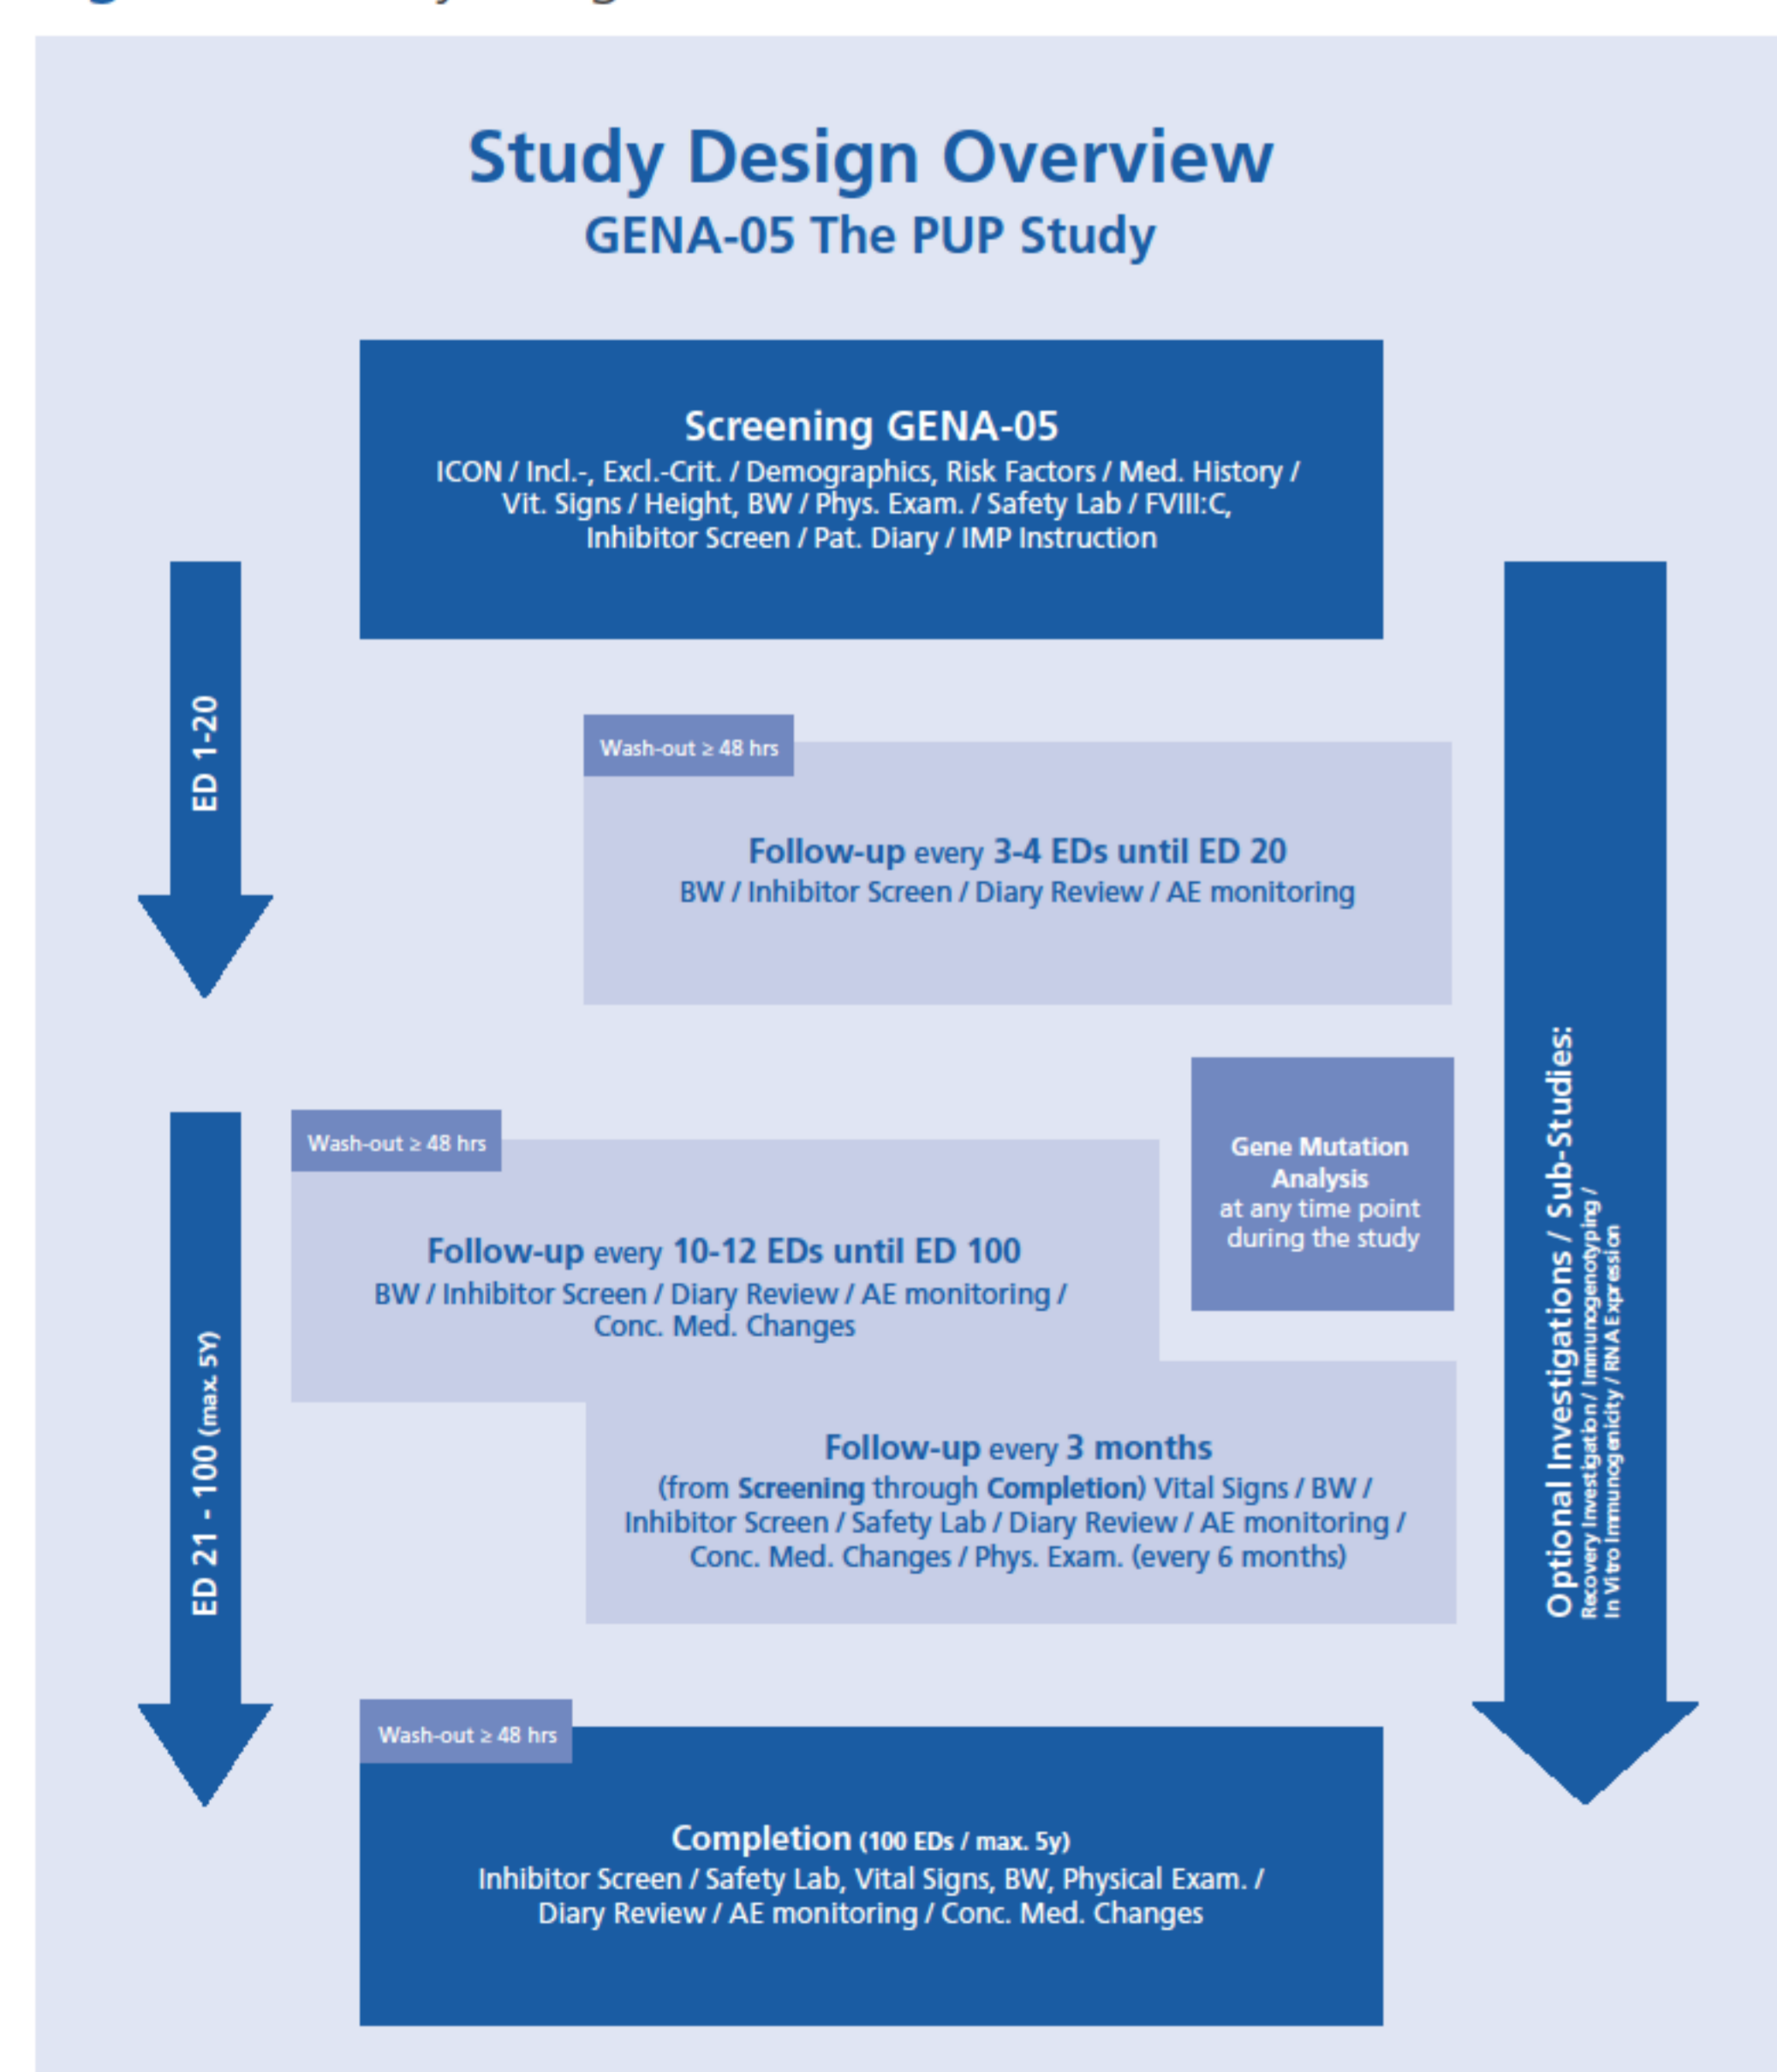 Study Design Overview
GENA-05 The PUP Study
Screening GENA-05
ICON / Incl.-, Excl.-Crit. / Demographics, Risk Factors / Med. History /
Vit. Signs / Height, BW / Phys. Exam. / Safety Lab / FVIII:C,
Inhibitor Screen / Pat. Diary / IMP Instruction
ED 1-20
Wash-out ≥ 48 hrs
Follow-up every 3-4 EDs until ED 20
BW / Inhibitor Screen / Diary Review / AE monitoring
Gene Mutation
Analysis
at any time point
during the study
Wash-out ≥ 48 hrs
Follow-up every 10-12 EDs until ED 100
BW / Inhibitor Screen / Diary Review / AE monitoring /
Conc. Med. Changes
ED 21 - 100 (max. 5Y)
Follow-up every 3 months
(from Screening through Completion) Vital Signs / BW /
Inhibitor Screen / Safety Lab / Diary Review / AE monitoring /
Conc. Med. Changes / Phys. Exam. (every 6 months)
Optional Investigations / Sub-Studies:
Recovery Investigation / Immunogenotyping /
In Vitro Immunogenicity / RNA Expression
Wash-out ≥ 48 hrs
Completion (100 EDs / max. 5y)
Inhibitor Screen / Safety Lab, Vital Signs, BW, Physical Exam. /
Diary Review / AE monitoring / Conc. Med. Changes